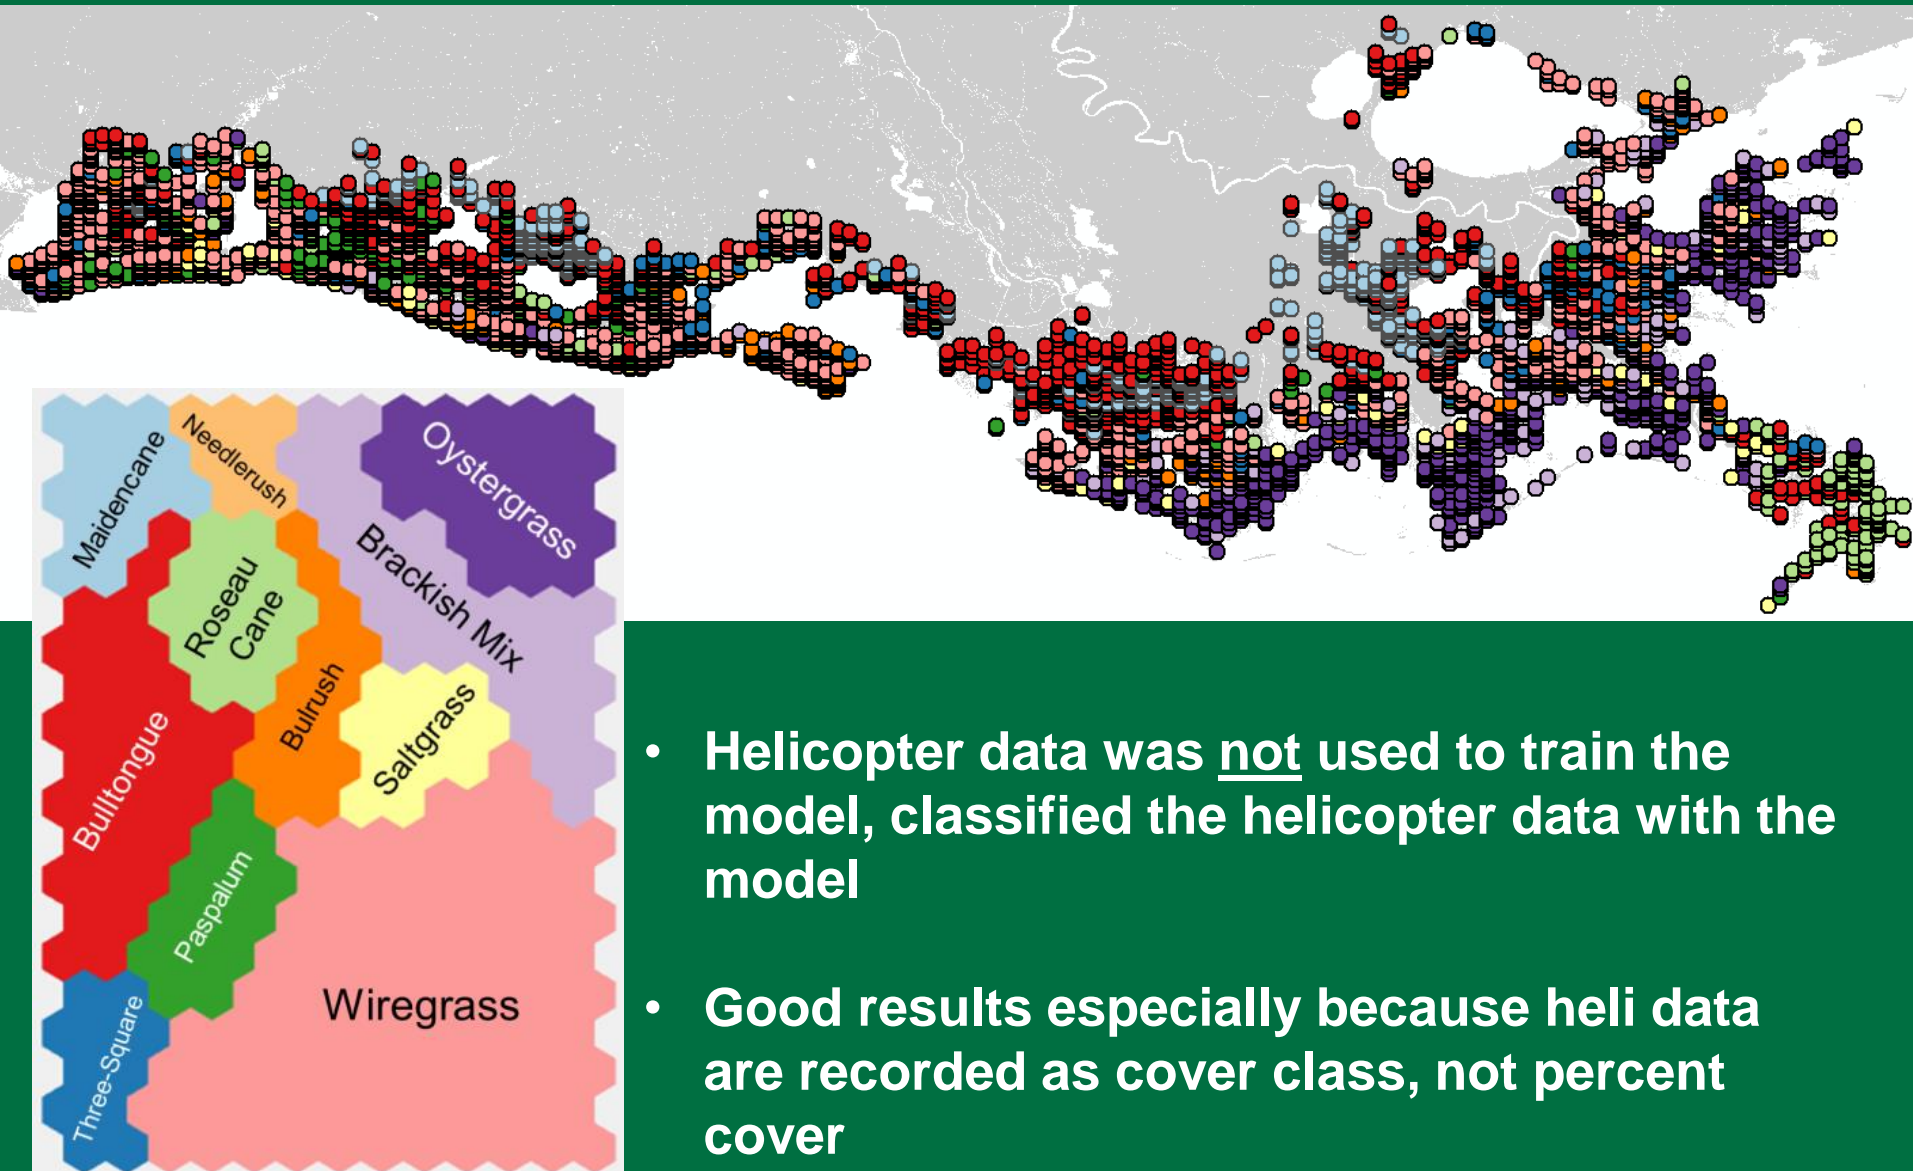 Maidencane
Needlerush
Oystergrass
Brackish Mix
Roseau
Cane
Bulrush
Saltgrass
Bulltongue
Paspalum
Wiregrass
Three-Square
• Helicopter data was not used to train the
model, classified the helicopter data with the
model
• Good results especially because heli data
are recorded as cover class, not percent
cover